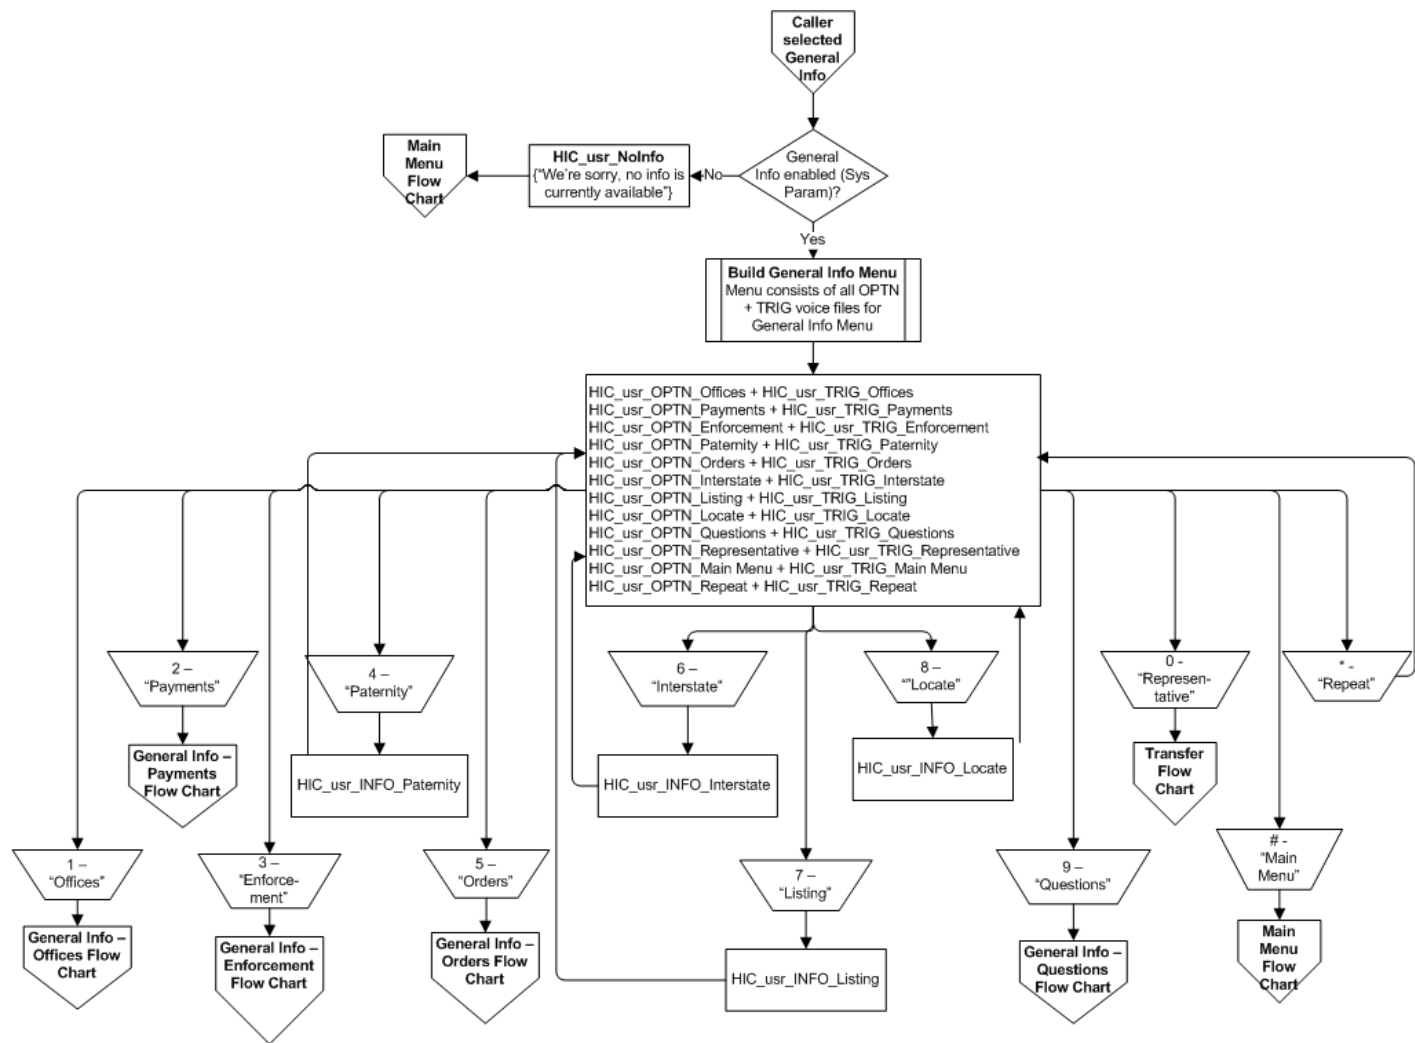 Caller
selected
General
Info
Main
Menu
Flow
Chart
HIC_usr_NoInfo
{“We’re sorry, no info is
currently available”}
No
General
Info enabled (Sys
Param)?
Yes
Build General Info Menu
Menu consists of all OPTN
+ TRIG voice files for
General Info Menu
HIC_usr_OPTN_Offices + HIC_usr_TRIG_Offices
HIC_usr_OPTN_Payments + HIC_usr_TRIG_Payments
HIC_usr_OPTN_Enforcement + HIC_usr_TRIG_Enforcement
HIC_usr_OPTN_Paternity + HIC_usr_TRIG_Paternity
HIC_usr_OPTN_Orders + HIC_usr_TRIG_Orders
HIC_usr_OPTN_Interstate + HIC_usr_TRIG_Interstate
HIC_usr_OPTN_Listing + HIC_usr_TRIG_Listing
HIC_usr_OPTN_Locate + HIC_usr_TRIG_Locate
HIC_usr_OPTN_Questions + HIC_usr_TRIG_Questions
HIC_usr_OPTN_Representative + HIC_usr_TRIG_Representative
HIC_usr_OPTN_Main Menu + HIC_usr_TRIG_Main Menu
HIC_usr_OPTN_Repeat + HIC_usr_TRIG_Repeat
2 –
“Payments”
4 –
“Paternity”
6 –
“Interstate”
8 –
“”Locate”
0 -
“Represen-
tative”
* -
“Repeat”
General Info –
Payments
Flow Chart
HIC_usr_INFO_Paternity
HIC_usr_INFO_Interstate
HIC_usr_INFO_Locate
Transfer
Flow
Chart
1 –
“Offices”
3 –
“Enforce-
ment”
5 –
“Orders”
7 –
“Listing”
9 –
“Questions”
# -
“Main
Menu”
General Info –
Offices Flow
Chart
General Info –
Enforcement
Flow Chart
General Info –
Orders Flow
Chart
HIC_usr_INFO_Listing
General Info –
Questions
Flow Chart
Main
Menu
Flow
Chart